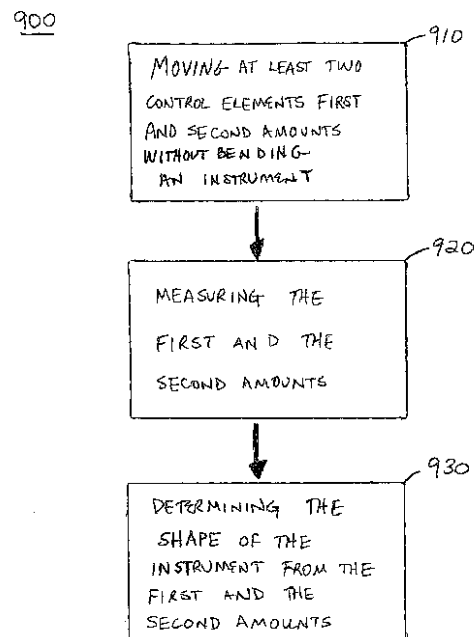 900
910
MOVING AT LEAST TWO
CONTROL ELEMENTS FIRST
AND SECOND AMOUNTS
WITHOUT BENDING
AN INSTRUMENT
920
MEASURING THE
FIRST AND THE
SECOND AMOUNTS
930
DETERMINING THE
SHAPE OF THE
INSTRUMENT FROM THE
FIRST AND THE
SECOND AMOUNTS